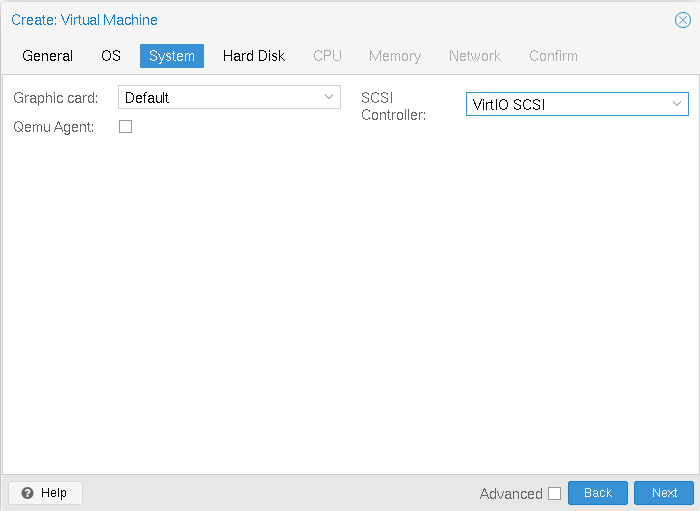 Create: Virtual Machine
General OS System Hard Disk CPU Memory Network Confirm
Graphic card: Default
SCSI Controller: VirtIO SCSI
Qemu Agent:
Help Advanced Back Next